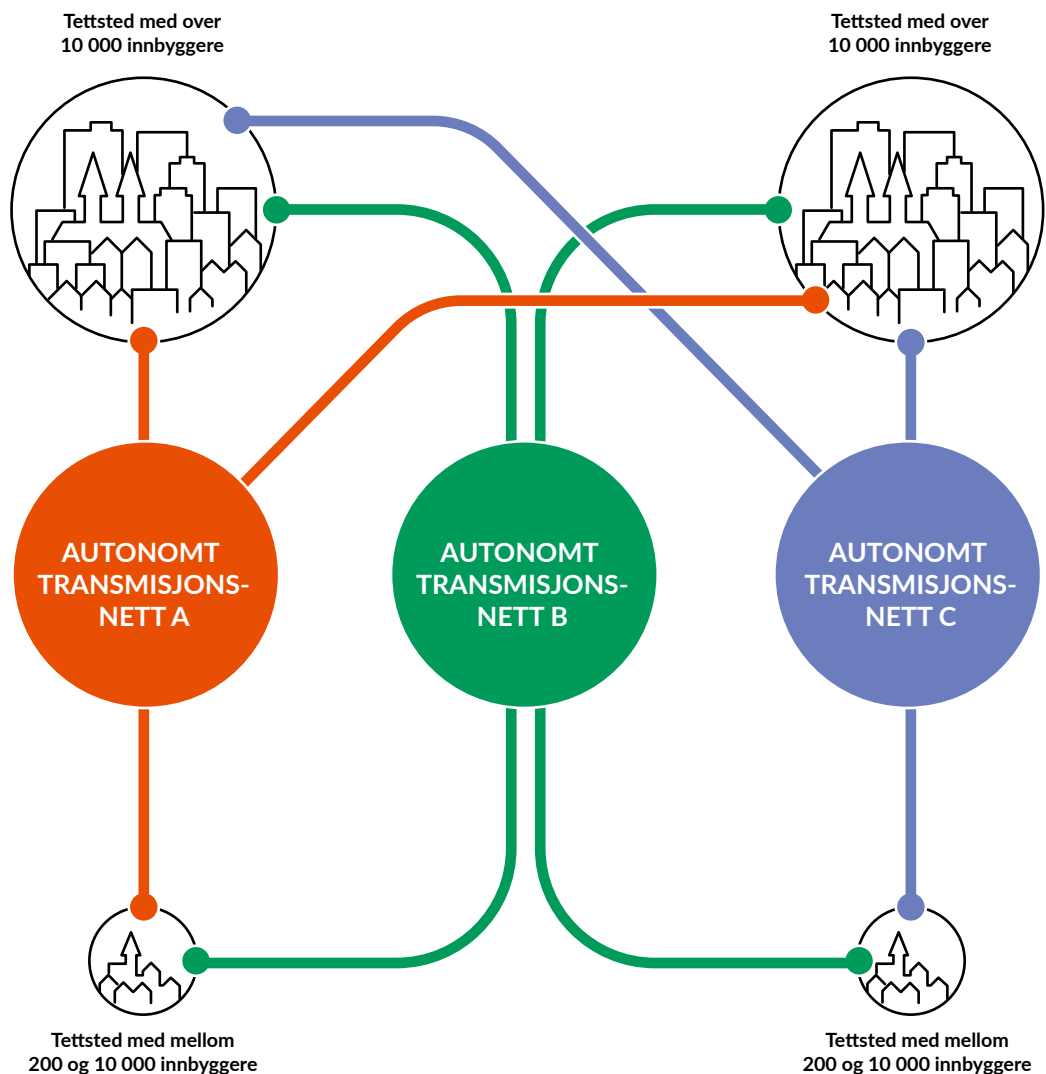 Tettsted med over
10 000 innbyggere
Tettsted med over
10 000 innbyggere
AUTONOMT
TRANSMISJONS-
NETT A
AUTONOMT
TRANSMISJONS-
NETT B
AUTONOMT
TRANSMISJONS-
NETT C
Tettsted med mellom
200 og 10 000 innbyggere
Tettsted med mellom
200 og 10 000 innbyggere